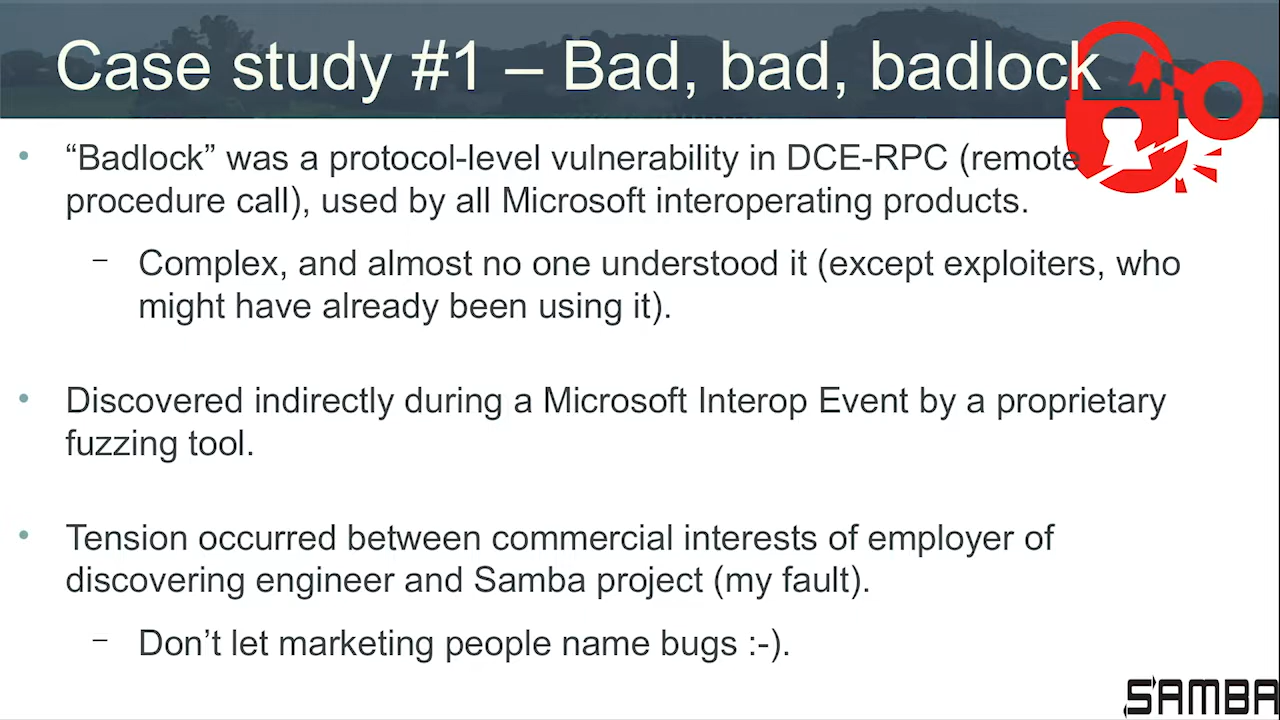 Case study #1 – Bad, bad, badlock
• “Badlock” was a protocol-level vulnerability in DCE-RPC (remote
procedure call), used by all Microsoft interoperating products.
– Complex, and almost no one understood it (except exploiters, who
might have already been using it).
• Discovered indirectly during a Microsoft Interop Event by a proprietary
fuzzing tool.
• Tension occurred between commercial interests of employer of
discovering engineer and Samba project (my fault).
– Don’t let marketing people name bugs :-).
SAMBA